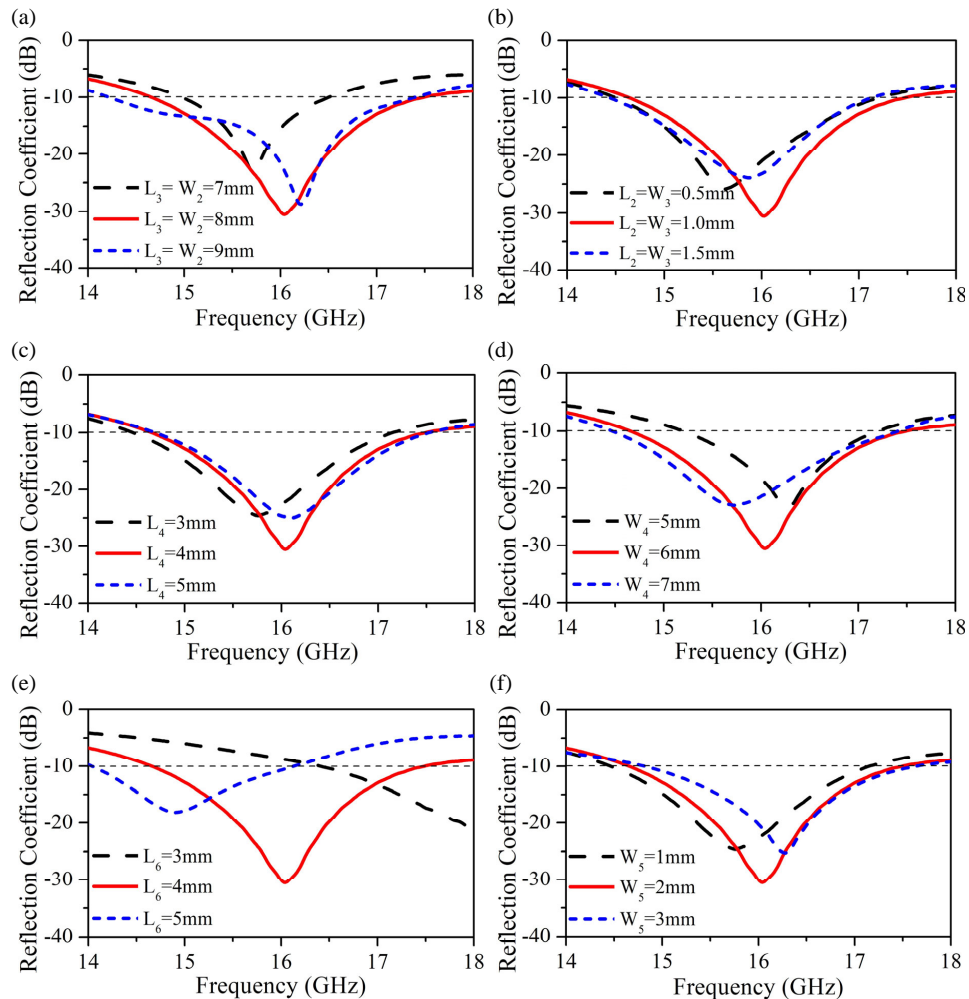 (a)
Reflection Coefficient (dB)
0
-10
-20
-30
-40
L3= W2=7mm
L3= W2=8mm
L3= W2=9mm
14 15 16 17 18
Frequency (GHz)
(b)
Reflection Coefficient (dB)
0
-10
-20
-30
-40
L2=W3=0.5mm
L2=W3=1.0mm
L2=W3=1.5mm
14 15 16 17 18
Frequency (GHz)
(c)
Reflection Coefficient (dB)
0
-10
-20
-30
-40
L4=3mm
L4=4mm
L4=5mm
14 15 16 17 18
Frequency (GHz)
(d)
Reflection Coefficient (dB)
0
-10
-20
-30
-40
W4=5mm
W4=6mm
W4=7mm
14 15 16 17 18
Frequency (GHz)
(e)
Reflection Coefficient (dB)
0
-10
-20
-30
-40
L6=3mm
L6=4mm
L6=5mm
14 15 16 17 18
Frequency (GHz)
(f)
Reflection Coefficient (dB)
0
-10
-20
-30
-40
W5=1mm
W5=2mm
W5=3mm
14 15 16 17 18
Frequency (GHz)